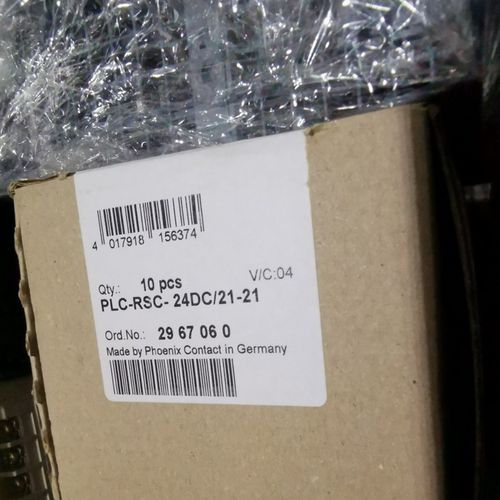 4 017918 156374
V/C:04
Qty.: 10 pcs
PLC-RSC- 24DC/21-21
Ord.No.: 29 67 06 0
Made by Phoenix Contact in Germany